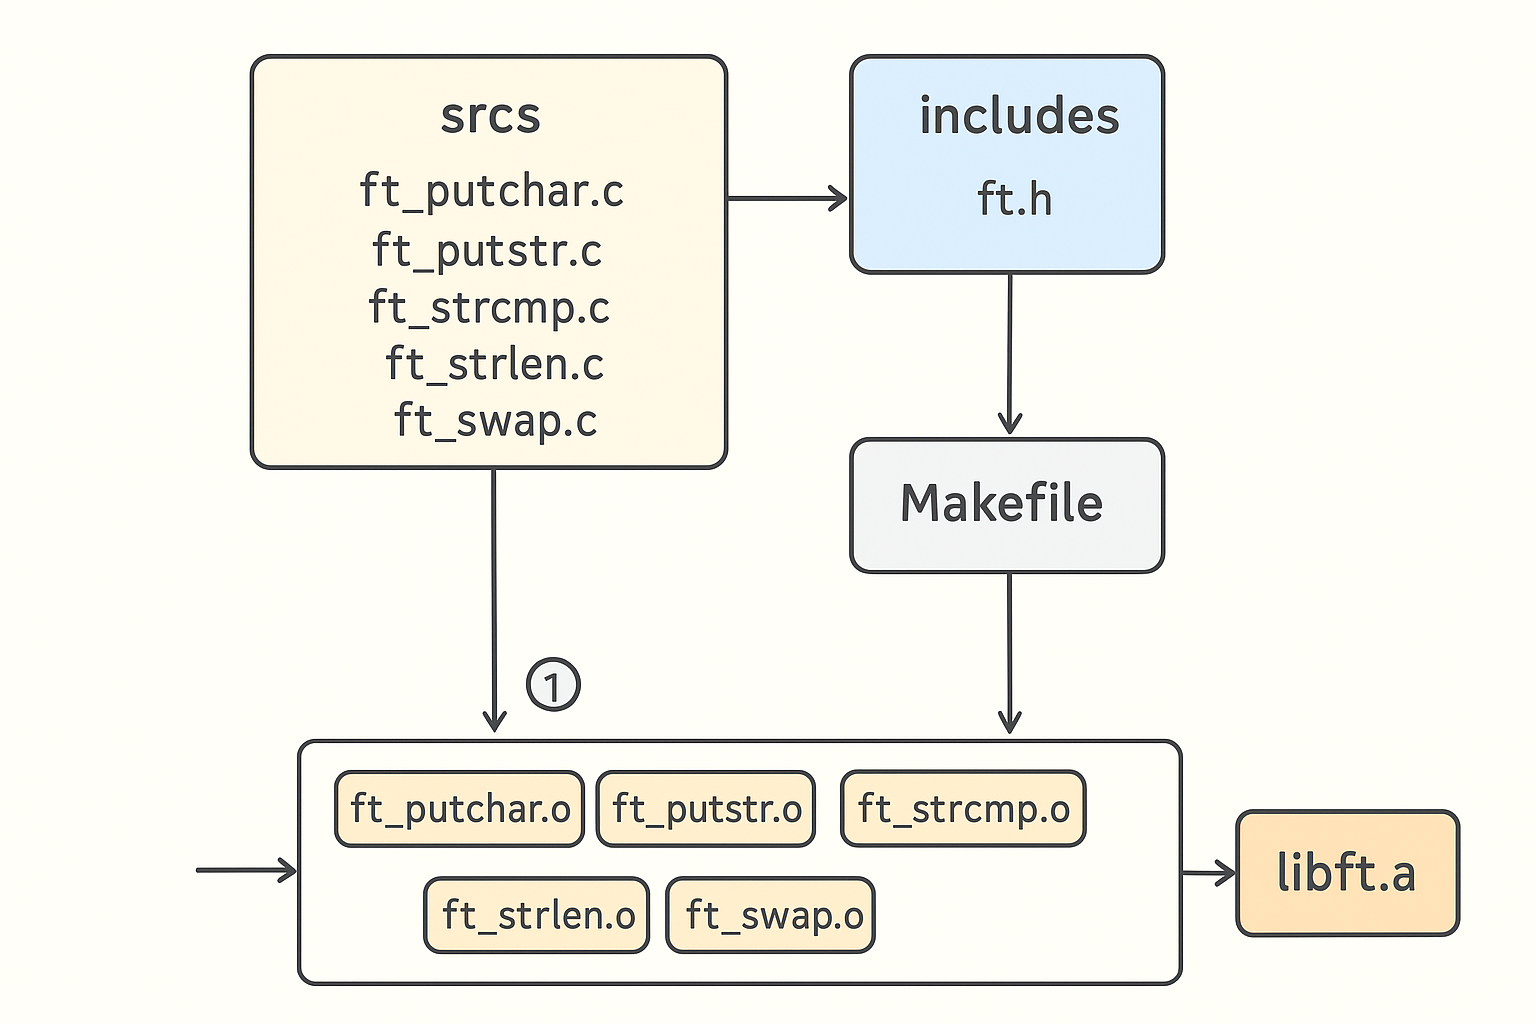 srcs
ft_putchar.c
ft_putstr.c
ft_strcmp.c
ft_strlen.c
ft_swap.c
includes
ft.h
Makefile
1
ft_putchar.o
ft_putstr.o
ft_strcmp.o
ft_strlen.o
ft_swap.o
libft.a